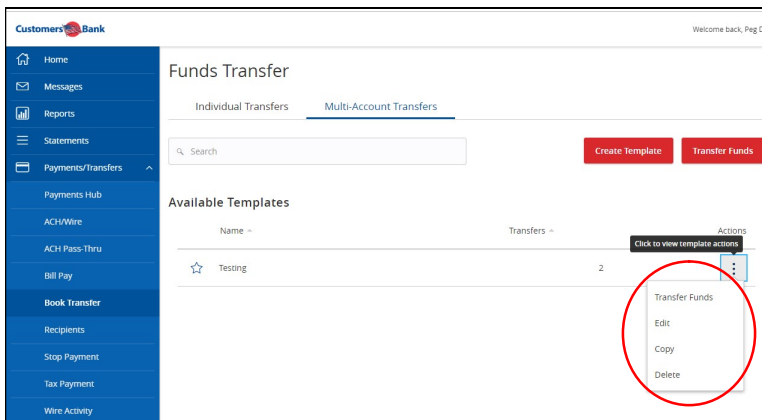 Customers Bank
Welcome back, Peg D
Home
Messages
Reports
Statements
Payments/Transfers
Payments Hub
ACH/Wire
ACH Pass-Thru
Bill Pay
Book Transfer
Recipients
Stop Payment
Tax Payment
Wire Activity
Funds Transfer
Individual Transfers Multi-Account Transfers
Search
Create Template Transfer Funds
Available Templates
Name Transfers Actions
Click to view template actions
Testing 2
Transfer Funds
Edit
Copy
Delete